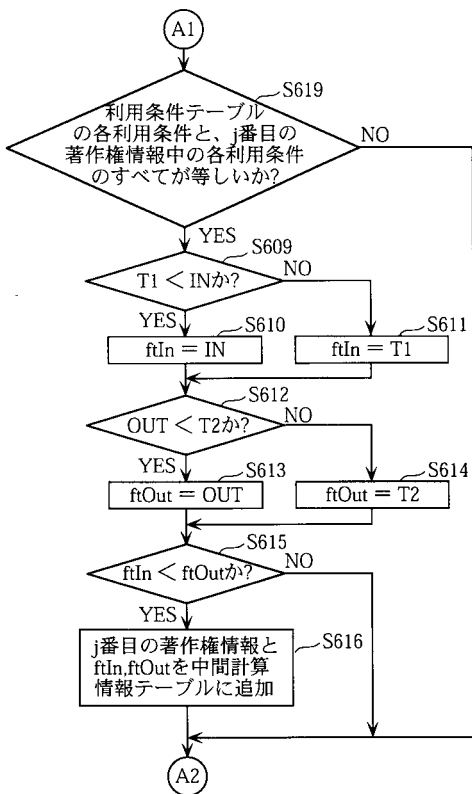 A1
S619
利用条件テーブル
の各利用条件と、j番目の
著作権情報中の各利用条件
のすべてが等しいか?
NO
YES
S609
T1 < INか?
NO
YES
S610
ftIn = IN
S611
ftIn = T1
S612
OUT < T2か?
NO
YES
S613
ftOut = OUT
S614
ftOut = T2
S615
ftIn < ftOutか?
NO
YES
S616
j番目の著作権情報と
ftIn,ftOutを中間計算
情報テーブルに追加
A2